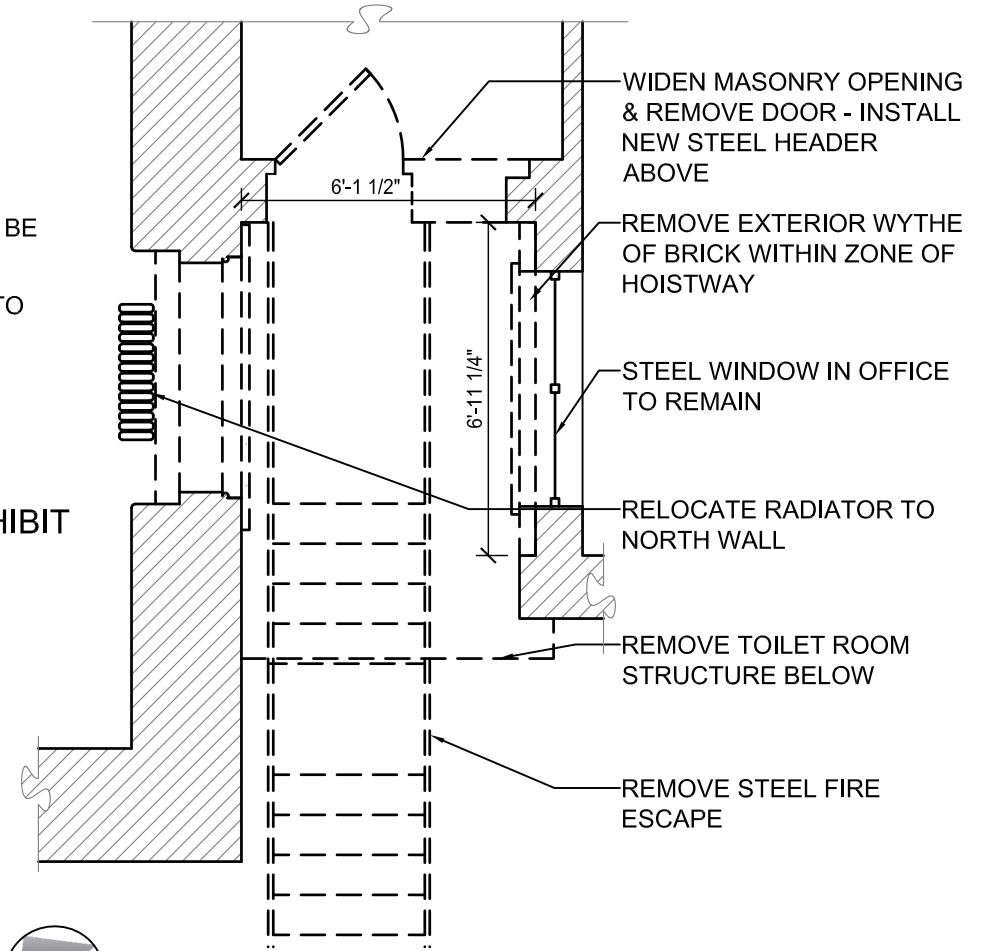 WIDEN MASONRY OPENING
& REMOVE DOOR - INSTALL
NEW STEEL HEADER
ABOVE
6'-1 1/2"
BE
REMOVE EXTERIOR WYTHE
OF BRICK WITHIN ZONE OF
HOISTWAY
TO
6'-11 1/4"
STEEL WINDOW IN OFFICE
TO REMAIN
HIBIT
RELOCATE RADIATOR TO
NORTH WALL
REMOVE TOILET ROOM
STRUCTURE BELOW
REMOVE STEEL FIRE
ESCAPE